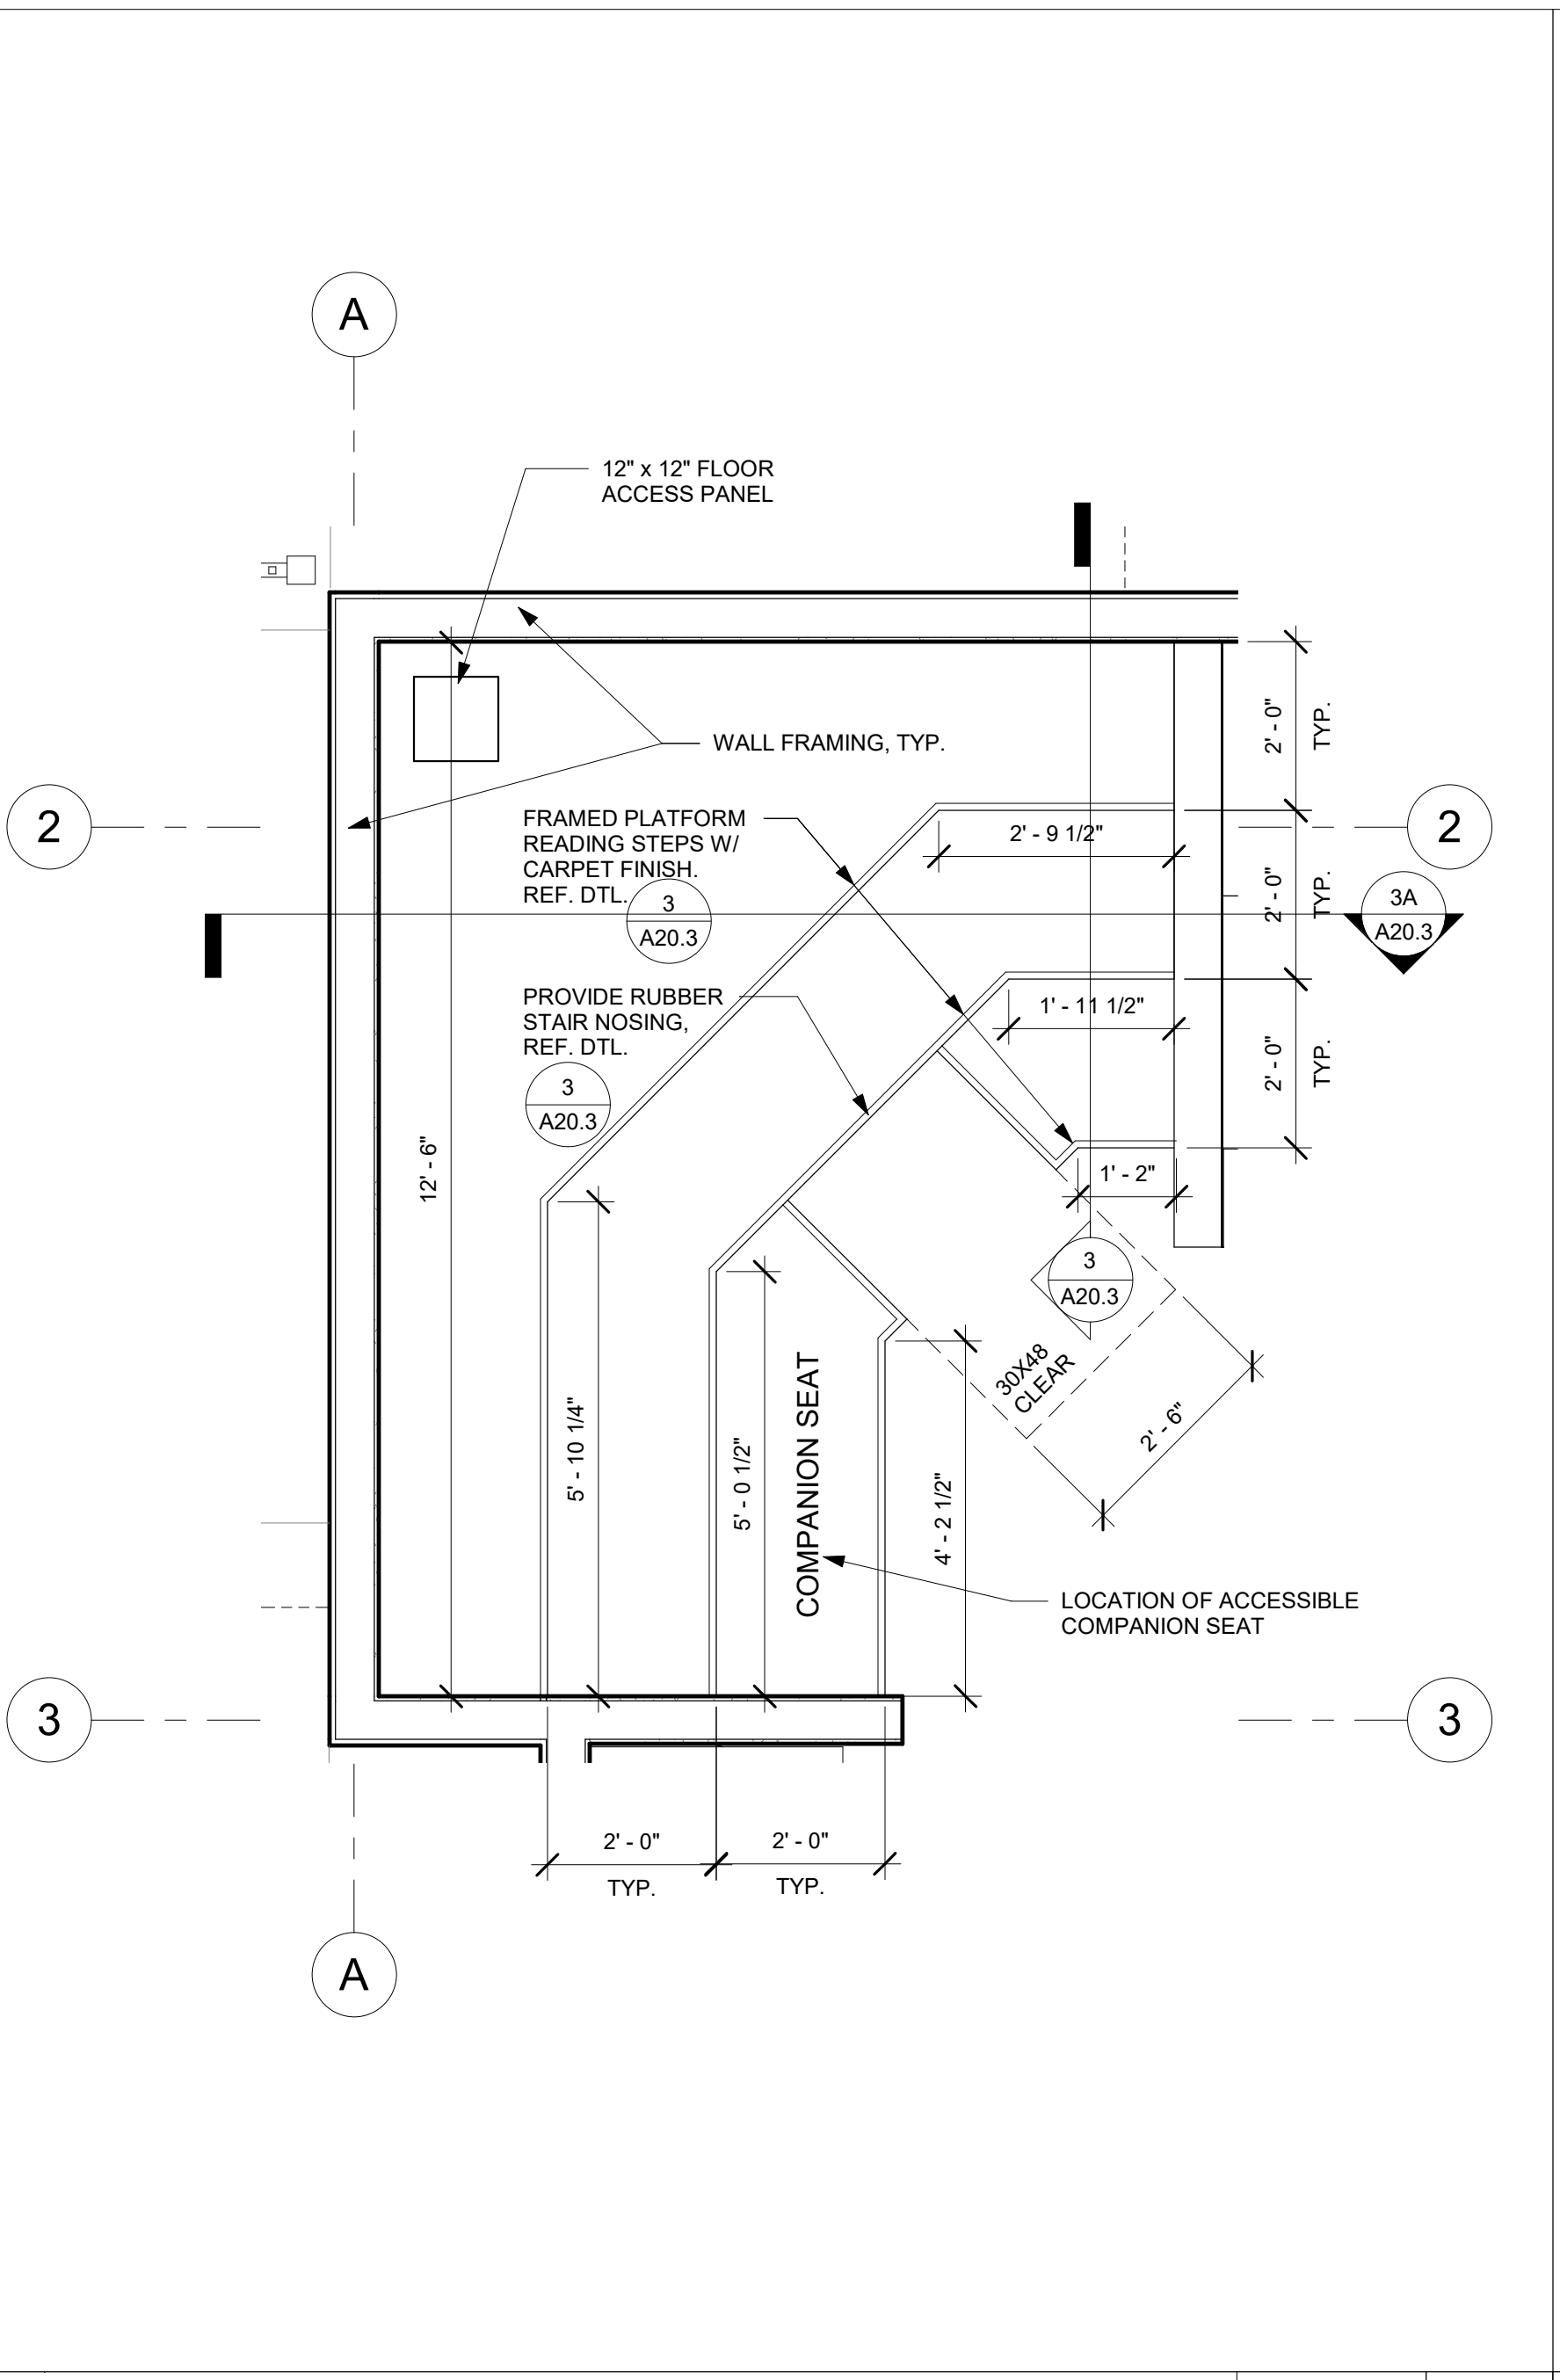 A
12" x 12" FLOOR
ACCESS PANEL
WALL FRAMING, TYP.
2' - 0"
TYP.
2
2
FRAMED PLATFORM
READING STEPS W/
CARPET FINISH.
REF. DTL.
3
A20.3
2' - 9 1/2"
2' - 0"
TYP.
3A
A20.3
PROVIDE RUBBER
STAIR NOSING,
REF. DTL.
3
A20.3
1' - 11 1/2"
2' - 0"
TYP.
12' - 6"
1' - 2"
3
A20.3
30X48
CLEAR
2' - 6"
5' - 10 1/4"
5' - 0 1/2"
COMPANION SEAT
4' - 2 1/2"
LOCATION OF ACCESSIBLE
COMPANION SEAT
3
3
2' - 0"
TYP.
2' - 0"
TYP.
A